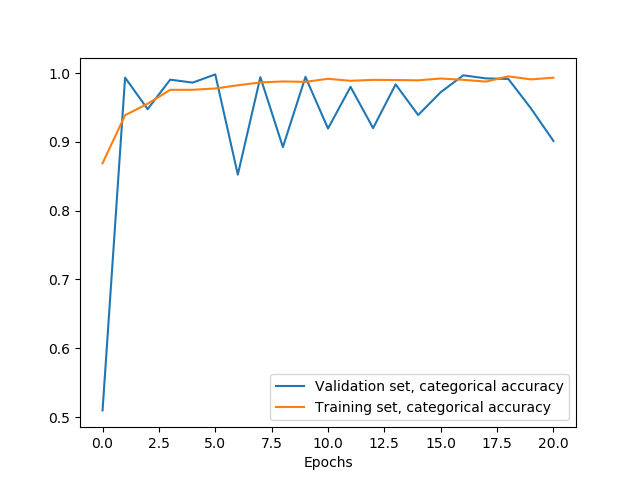 1.0
0.9
0.8
0.7
0.6
0.5
Validation set, categorical accuracy
Training set, categorical accuracy
0.0 2.5 5.0 7.5 10.0 12.5 15.0 17.5 20.0
Epochs